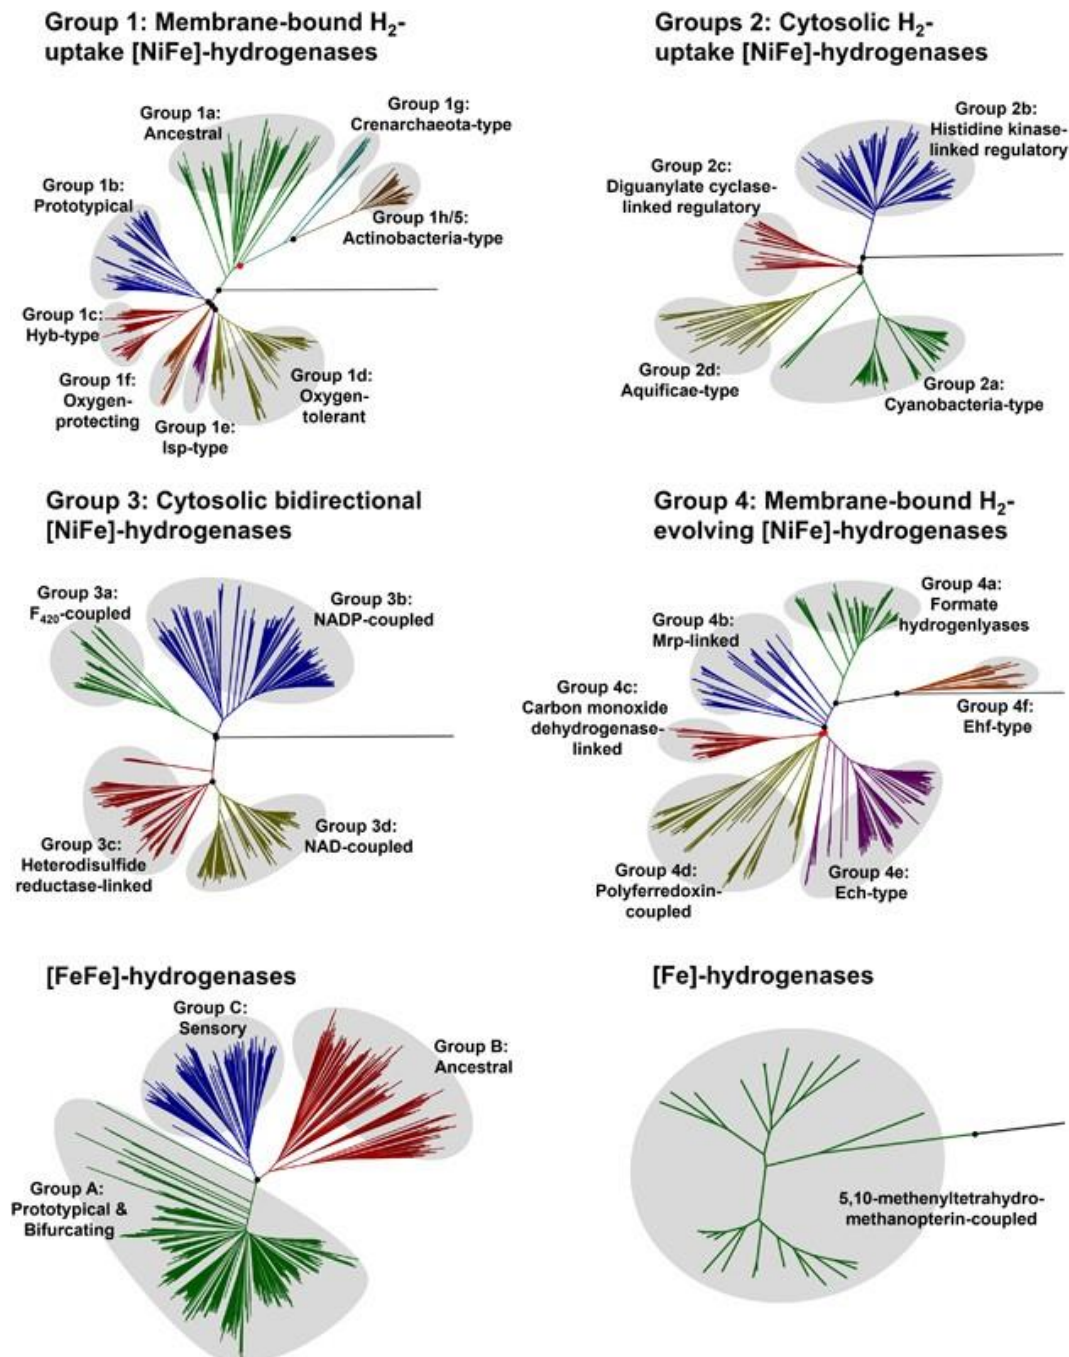 Group 1: Membrane-bound H₂-
uptake [NiFe]-hydrogenases
Group 1a:
Ancestral
Group 1g:
Crenarchaeota-type
Group 1b:
Prototypical
Group 1h/5:
Actinobacteria-type
Group 1c:
Hyb-type
Group 1f:
Oxygen-
protecting
Group 1e:
Isp-type
Group 1d:
Oxygen-
tolerant
Groups 2: Cytosolic H₂-
uptake [NiFe]-hydrogenases
Group 2b:
Histidine kinase-
linked regulatory
Group 2c:
Diguanylate cyclase-
linked regulatory
Group 2d:
Aquificae-type
Group 2a:
Cyanobacteria-type
Group 3: Cytosolic bidirectional
[NiFe]-hydrogenases
Group 3a:
F₄₂₀-coupled
Group 3b:
NADP-coupled
Group 3c:
Heterodisulfide
reductase-linked
Group 3d:
NAD-coupled
Group 4: Membrane-bound H₂-
evolving [NiFe]-hydrogenases
Group 4a:
Formate
hydrogenlyases
Group 4b:
Mrp-linked
Group 4c:
Carbon monoxide
dehydrogenase-
linked
Group 4f:
Ehf-type
Group 4d:
Polyferredoxin-
coupled
Group 4e:
Ech-type
[FeFe]-hydrogenases
Group C:
Sensory
Group B:
Ancestral
Group A:
Prototypical &
Bifurcating
[Fe]-hydrogenases
5,10-methenyltetrahydro-
methanopterin-coupled